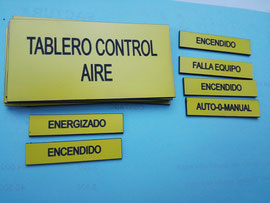 TABLERO CONTROL
AIRE
ENCENDIDO
FALLA EQUIPO
ENCENDIDO
AUTO-0-MANUAL
ENERGIZADO
ENCENDIDO